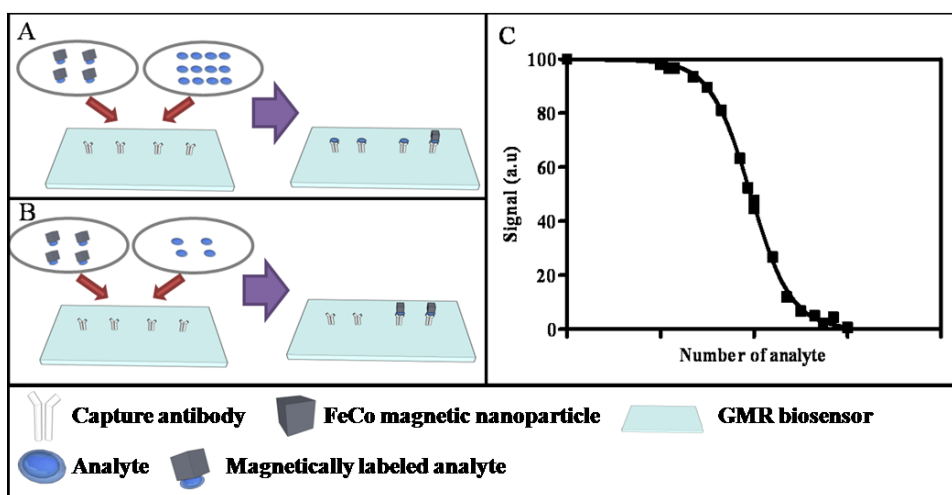 A
B
C
100
80
60
40
20
0
Signal (a.u)
Number of analyte
Capture antibody
FeCo magnetic nanoparticle
GMR biosensor
Analyte
Magnetically labeled analyte